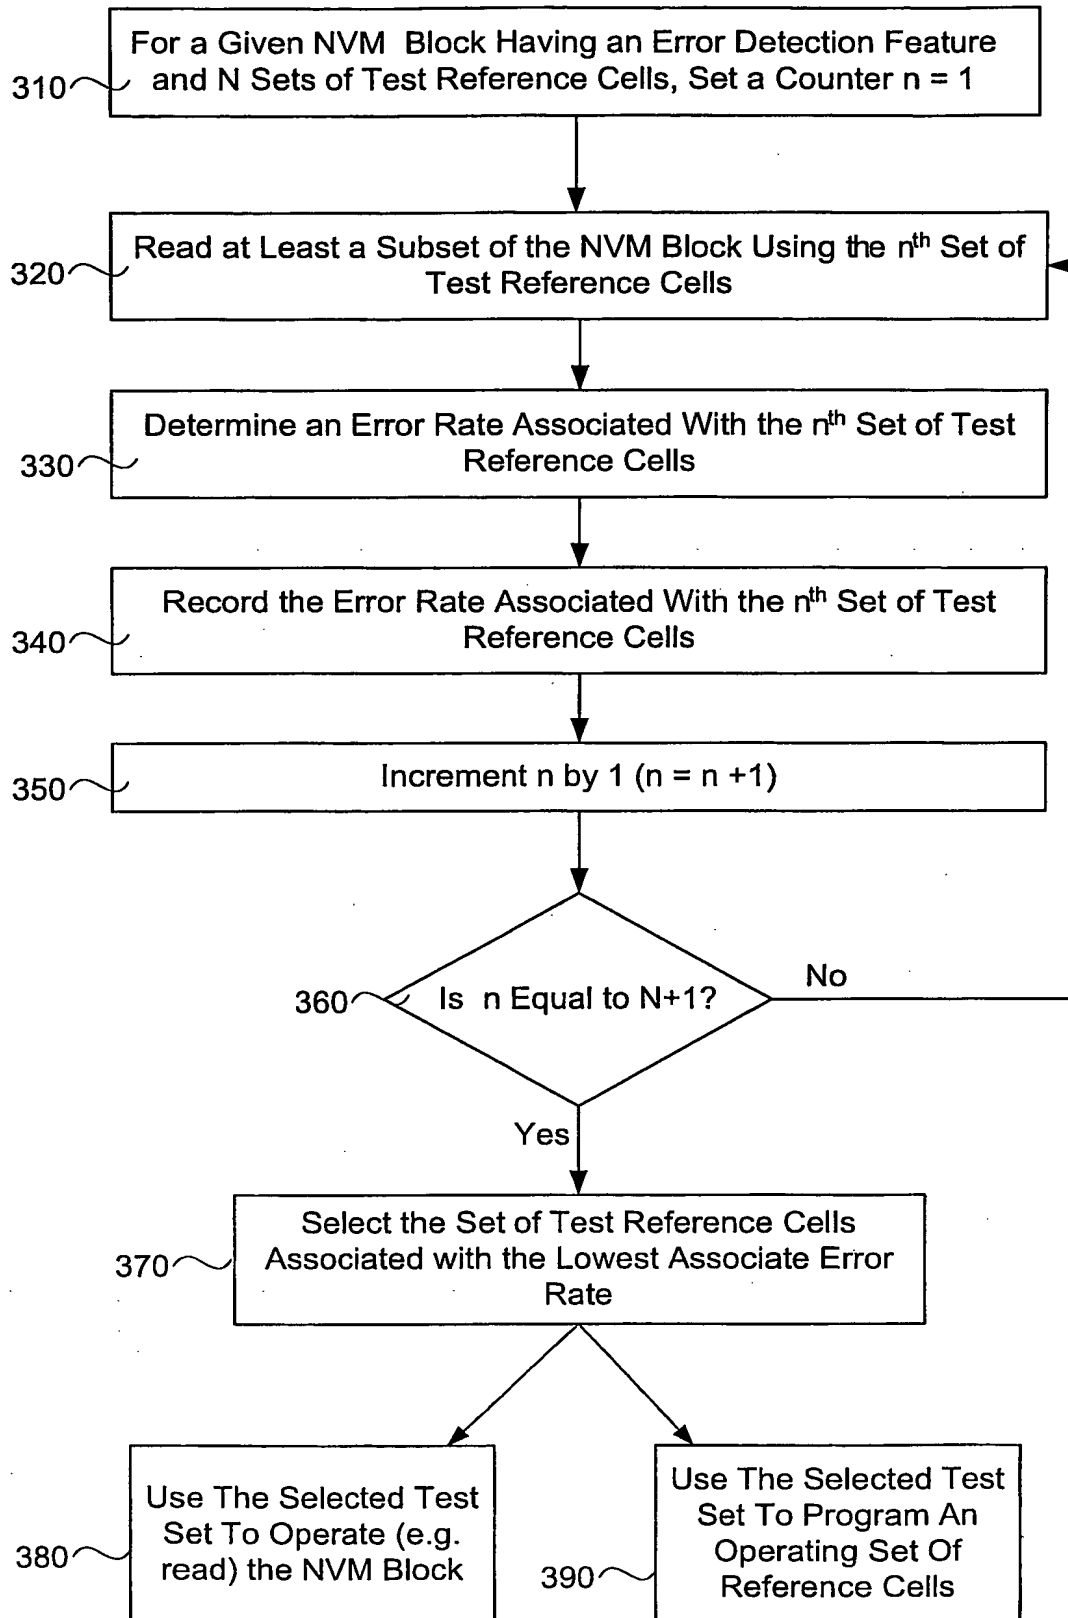 For a Given NVM Block Having an Error Detection Feature
and N Sets of Test Reference Cells, Set a Counter n = 1
310
Read at Least a Subset of the NVM Block Using the nth Set of
Test Reference Cells
320
Determine an Error Rate Associated With the nth Set of Test
Reference Cells
330
Record the Error Rate Associated With the nth Set of Test
Reference Cells
340
Increment n by 1 (n = n +1)
350
Is n Equal to N+1?
360
No
Yes
Select the Set of Test Reference Cells
Associated with the Lowest Associate Error
Rate
370
Use The Selected Test
Set To Operate (e.g.
read) the NVM Block
380
Use The Selected Test
Set To Program An
Operating Set Of
Reference Cells
390